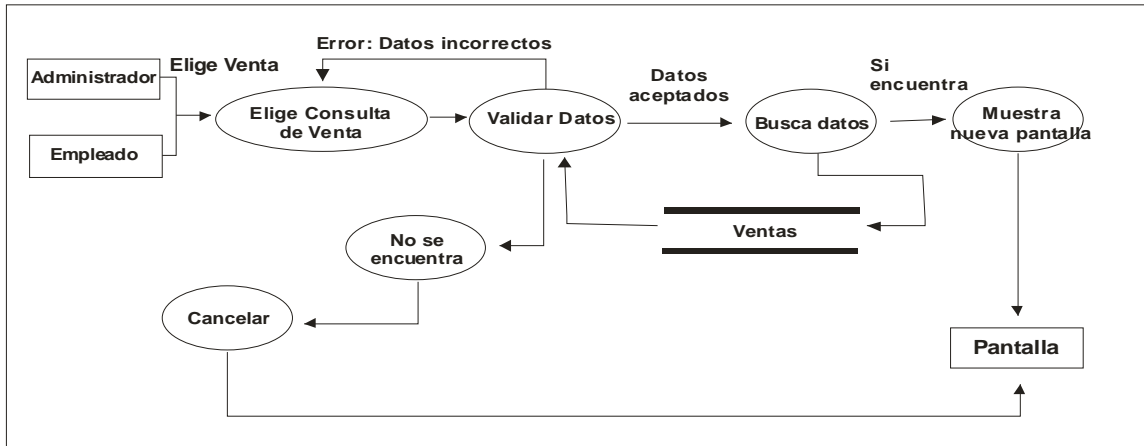 Error: Datos incorrectos
Elige Venta
Administrador
Empleado
Elige Consulta
de Venta
Validar Datos
Datos
aceptados
Busca datos
Si
encuentra
Muestra
nueva pantalla
Ventas
No se
encuentra
Cancelar
Pantalla